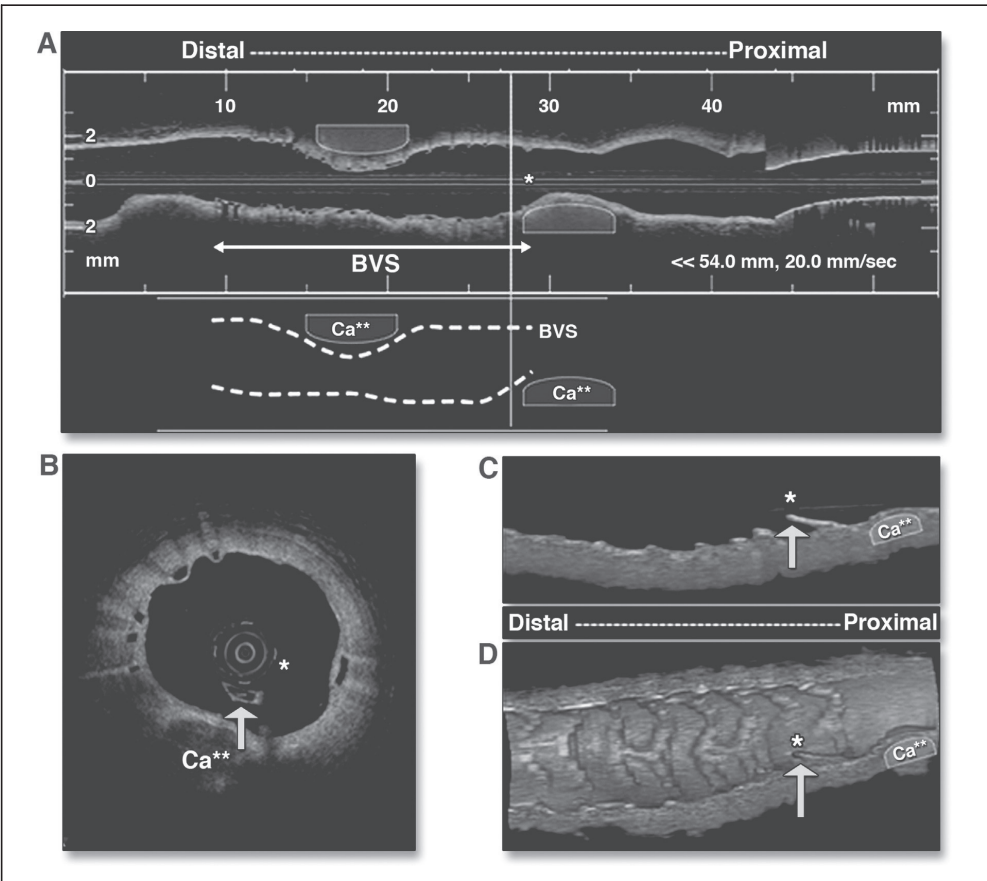 A
Distal ---------- Proximal
10 20 30 40 mm
2
0
*
2
mm
BVS
<< 54.0 mm, 20.0 mm/sec
Ca**
BVS
Ca**
B
*
Ca**
C
*
Ca**
Distal ---------- Proximal
D
*
Ca**